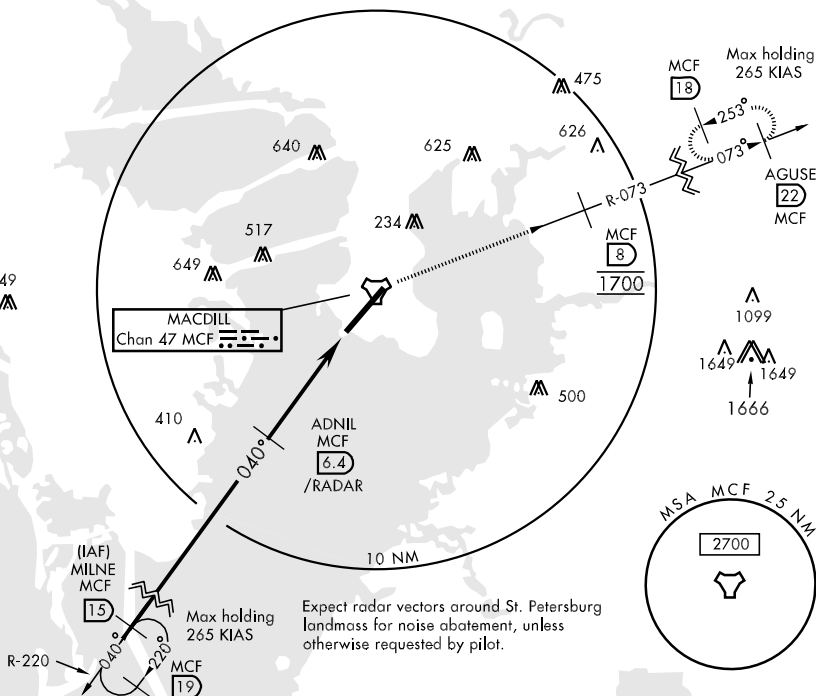 475
Max holding
265 KIAS
MCF
18
253°
073°
AGUSE
22
MCF
640
625
626
R-073
234
517
649
49
MCF
8
1700
MACDILL
Chan 47 MCF
1099
1649
1649
1666
500
410
ADNIL
MCF
6.4
/RADAR
040°
MSA MCF 25 NM
2700
10 NM
(IAF)
MILNE
MCF
15
Max holding
265 KIAS
Expect radar vectors around St. Petersburg
landmass for noise abatement, unless
otherwise requested by pilot.
040°
220°
R-220
MCF
19